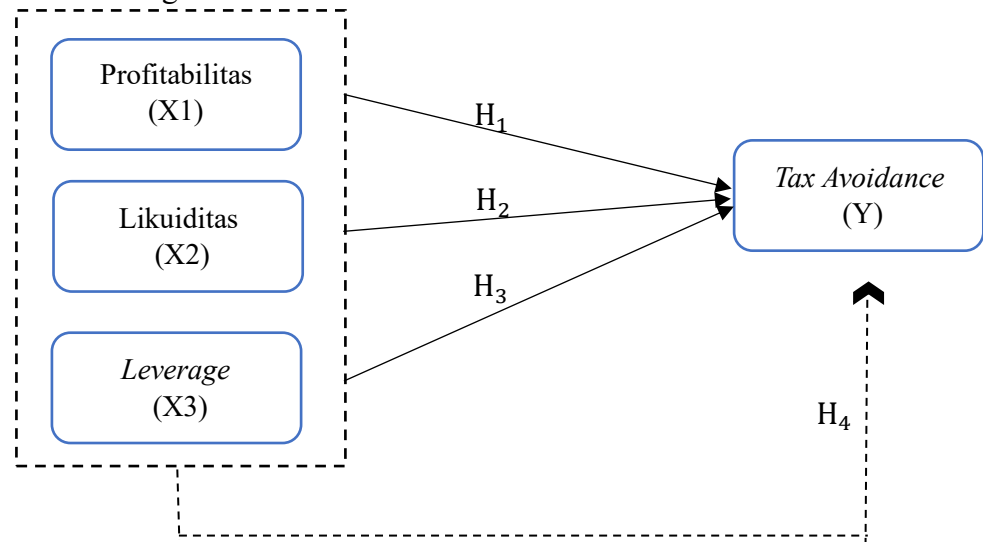 Profitabilitas
(X1)
H₁
Likuiditas
(X2)
H₂
Leverage
(X3)
H₃
Tax Avoidance
(Y)
H₄